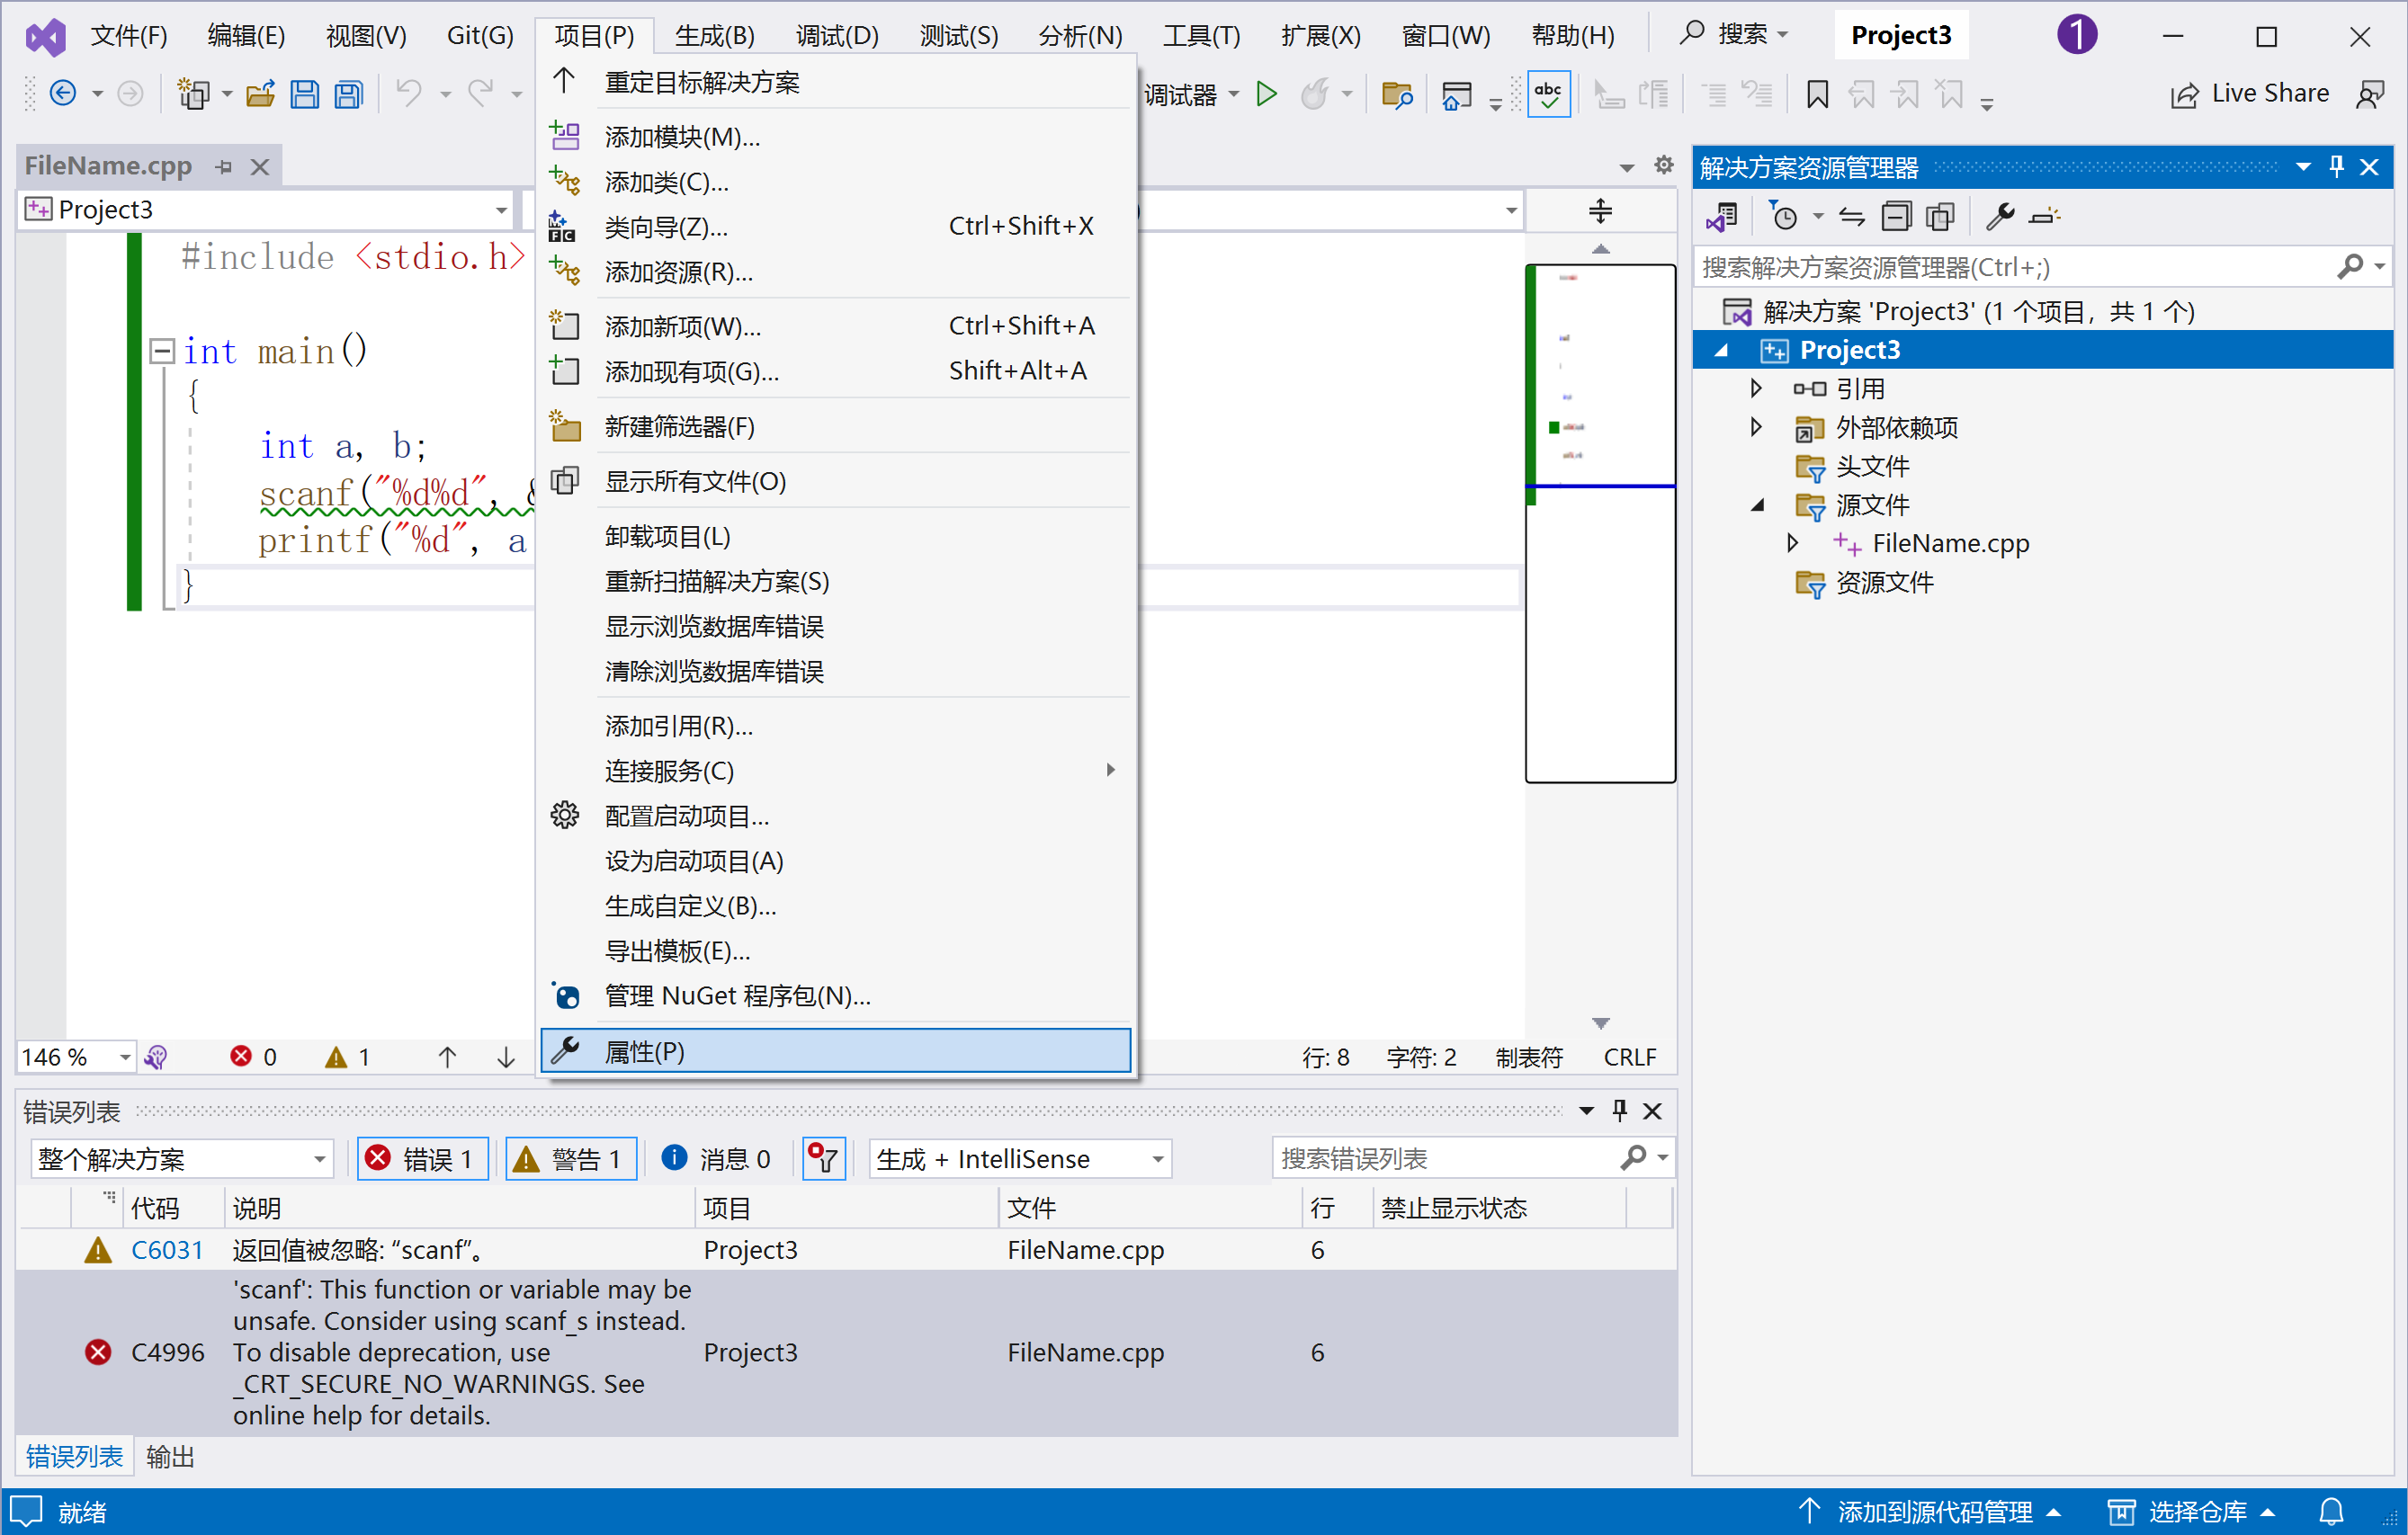 文件(F) 编辑(E) 视图(V) Git(G) 项目(P) 生成(B) 调试(D) 测试(S) 分析(N) 工具(T) 扩展(X) 窗口(W) 帮助(H) 搜索 Project3 1
调试器 abc Live Share
FileName.cpp
Project3
#include <stdio.h>
int main()
{
int a, b;
scanf("%d%d", &
printf("%d", a
}
重定目标解决方案
添加模块(M)...
添加类(C)...
类向导(Z)... Ctrl+Shift+X
添加资源(R)...
添加新项(W)... Ctrl+Shift+A
添加现有项(G)... Shift+Alt+A
新建筛选器(F)
显示所有文件(O)
卸载项目(L)
重新扫描解决方案(S)
显示浏览数据库错误
清除浏览数据库错误
添加引用(R)...
连接服务(C)
配置启动项目...
设为启动项目(A)
生成自定义(B)...
导出模板(E)...
管理 NuGet 程序包(N)...
属性(P)
146 % 0 1 行: 8 字符: 2 制表符 CRLF
解决方案资源管理器
搜索解决方案资源管理器(Ctrl+;)
解决方案 'Project3' (1 个项目，共 1 个)
Project3
引用
外部依赖项
头文件
源文件
FileName.cpp
资源文件
错误列表
整个解决方案 错误 1 警告 1 消息 0 生成 + IntelliSense 搜索错误列表
代码 说明 项目 文件 行 禁止显示状态
C6031 返回值被忽略: “scanf”。 Project3 FileName.cpp 6
'scanf': This function or variable may be
unsafe. Consider using scanf_s instead.
C4996 To disable deprecation, use Project3 FileName.cpp 6
_CRT_SECURE_NO_WARNINGS. See
online help for details.
错误列表 输出
就绪 添加到源代码管理 选择仓库